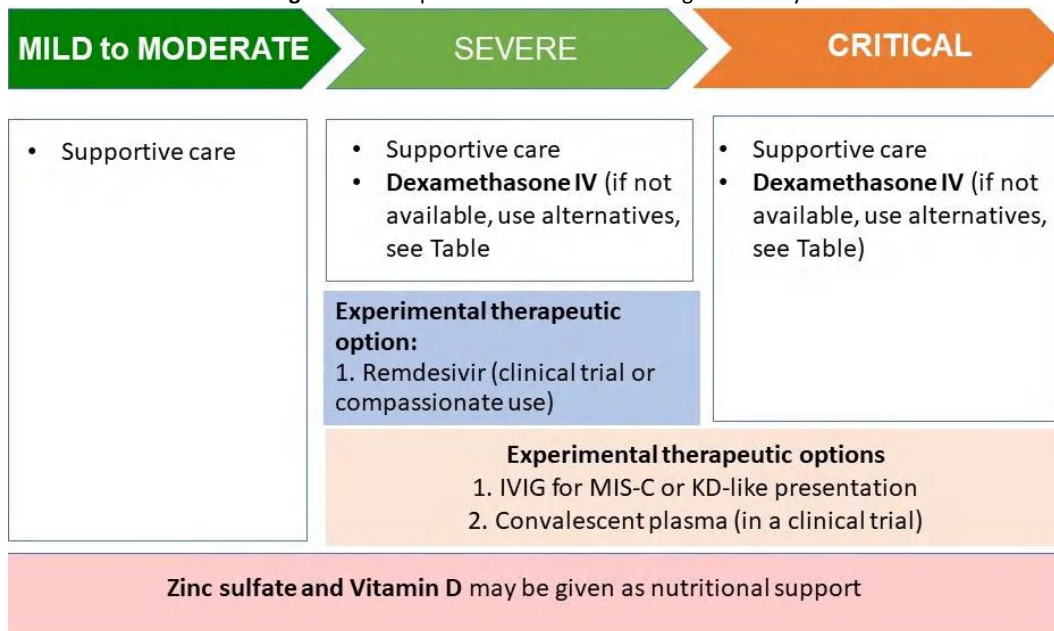 MILD to MODERATE
SEVERE
CRITICAL
• Supportive care
• Supportive care
• Dexamethasone IV (if not
available, use alternatives,
see Table
• Supportive care
• Dexamethasone IV (if not
available, use alternatives,
see Table)
Experimental therapeutic
option:
1. Remdesivir (clinical trial or
compassionate use)
Experimental therapeutic options
1. IVIG for MIS-C or KD-like presentation
2. Convalescent plasma (in a clinical trial)
Zinc sulfate and Vitamin D may be given as nutritional support